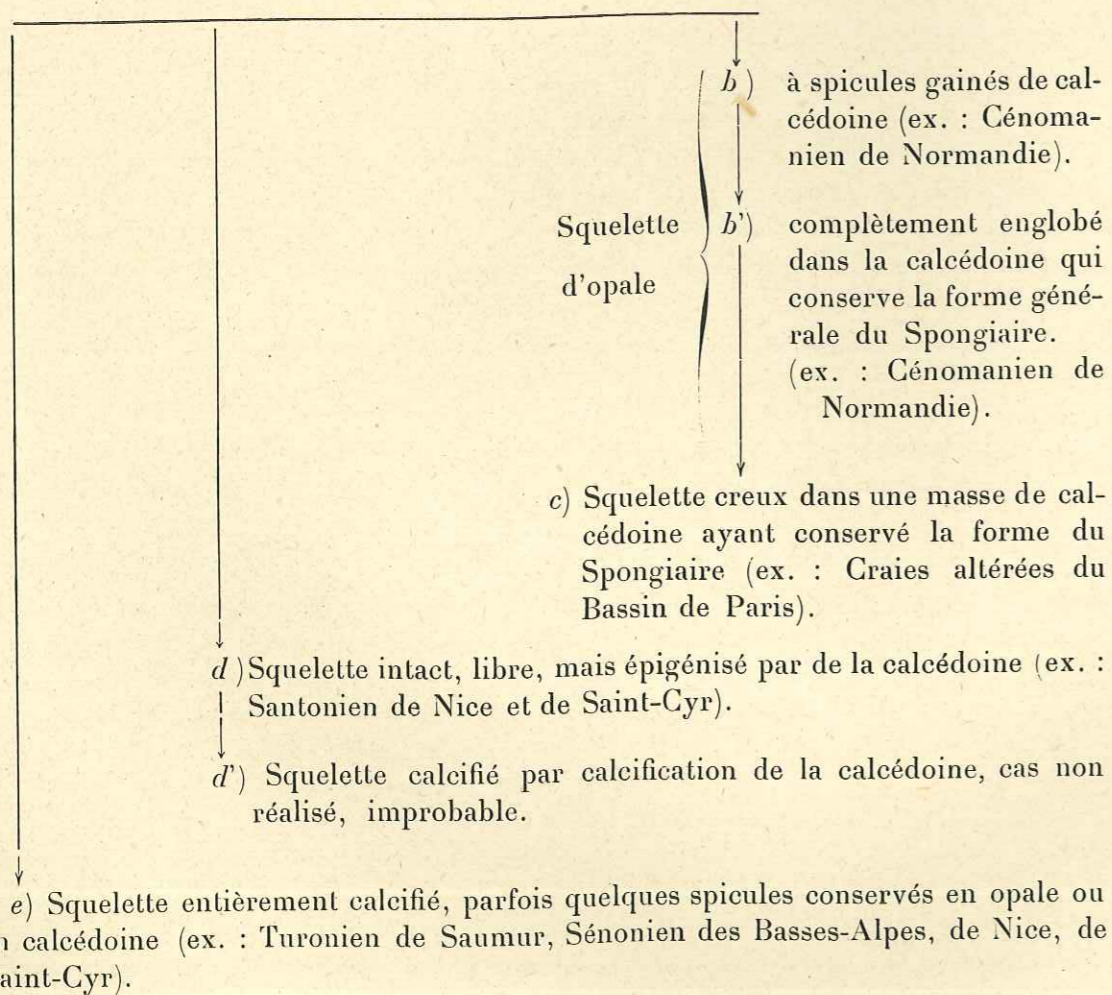 b) à spicules gainés de cal-
cédoine (ex. : Cénoma-
nien de Normandie).
Squelette
d'opale
b') complètement englobé
dans la calcédoine qui
conserve la forme géné-
rale du Spongiaire.
(ex. : Cénomanien de
Normandie).
c) Squelette creux dans une masse de cal-
cédoine ayant conservé la forme du
Spongiaire (ex. : Craies altérées du
Bassin de Paris).
d) Squelette intact, libre, mais épigénisé par de la calcédoine (ex. :
Santonien de Nice et de Saint-Cyr).
d') Squelette calcifié par calcification de la calcédoine, cas non
réalisé, improbable.
e) Squelette entièrement calcifié, parfois quelques spicules conservés en opale ou
n calcédoine (ex. : Turonien de Saumur, Sénonien des Basses-Alpes, de Nice, de
aint-Cyr).